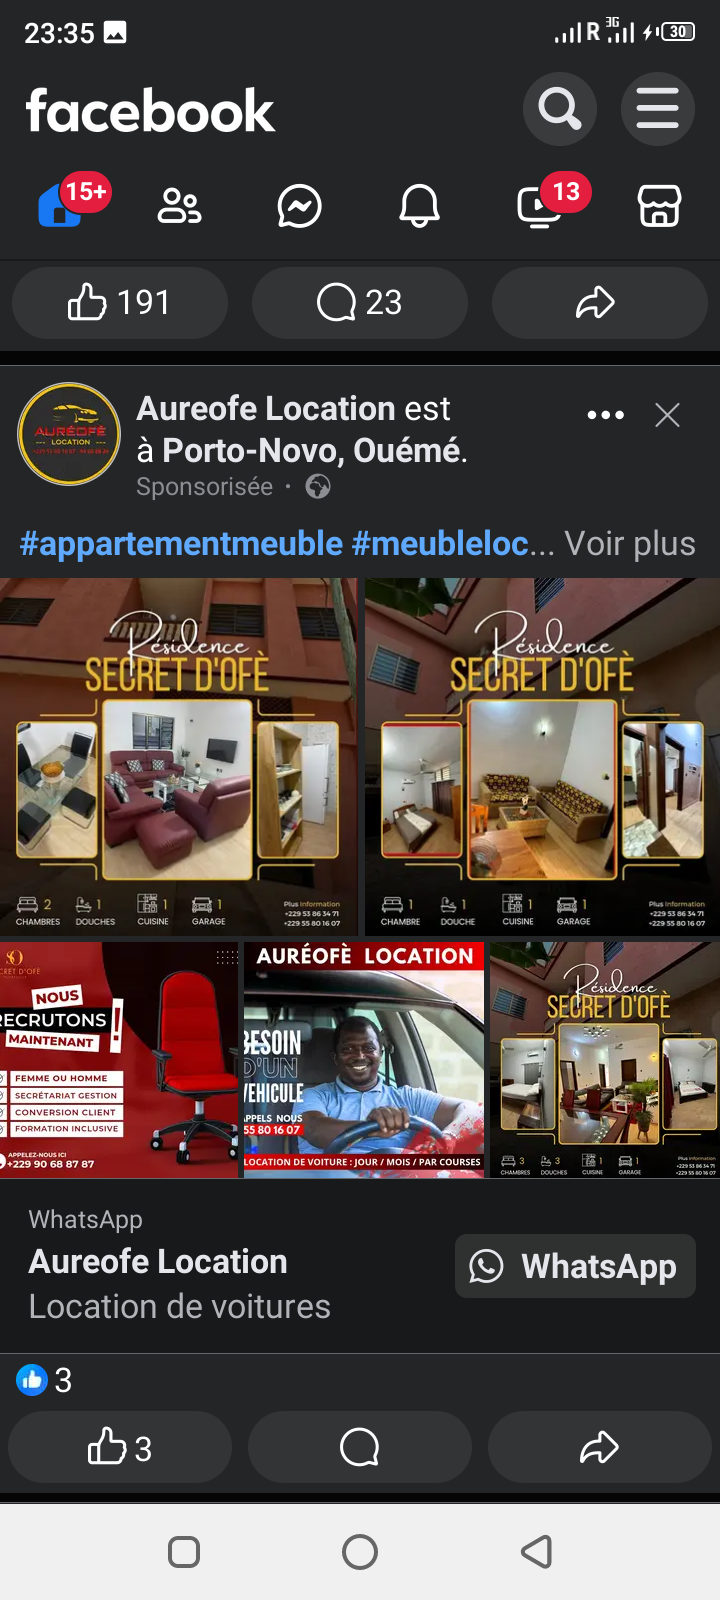 23:35
R 3G 30
facebook
15+
13
191
23
AURÉOFÈ
LOCATION
Aureofe Location est
à Porto-Novo, Ouémé.
Sponsorisée ·
#appartementmeuble #meubleloc... Voir plus
Résidence
SECRET D'OFÈ
2 1 1 1
CHAMBRES DOUCHES CUISINE GARAGE
Plus Information
+229 53 86 34 71
+229 55 80 16 07
Résidence
SECRET D'OFÈ
1 1 1 1
CHAMBRE DOUCHE CUISINE GARAGE
Plus Information
+229 53 86 34 71
+229 55 80 16 07
SO
CRET D'OFÈ
NOUS
RECRUTONS
MAINTENANT
!
FEMME OU HOMME
SECRÉTARIAT GESTION
CONVERSION CLIENT
FORMATION INCLUSIVE
APPELEZ-NOUS ICI
+229 90 68 87 87
AURÉOFÈ LOCATION
BESOIN
D'UN
VEHICULE
APPELS NOUS
55 80 16 07
LOCATION DE VOITURE : JOUR / MOIS / PAR COURSES
Résidence
SECRET D'OFÈ
3 3 1 1
CHAMBRES DOUCHES CUISINE GARAGE
Plus Information
+229 53 86 34 71
+229 55 80 16 07
WhatsApp
Aureofe Location
Location de voitures
WhatsApp
3
3